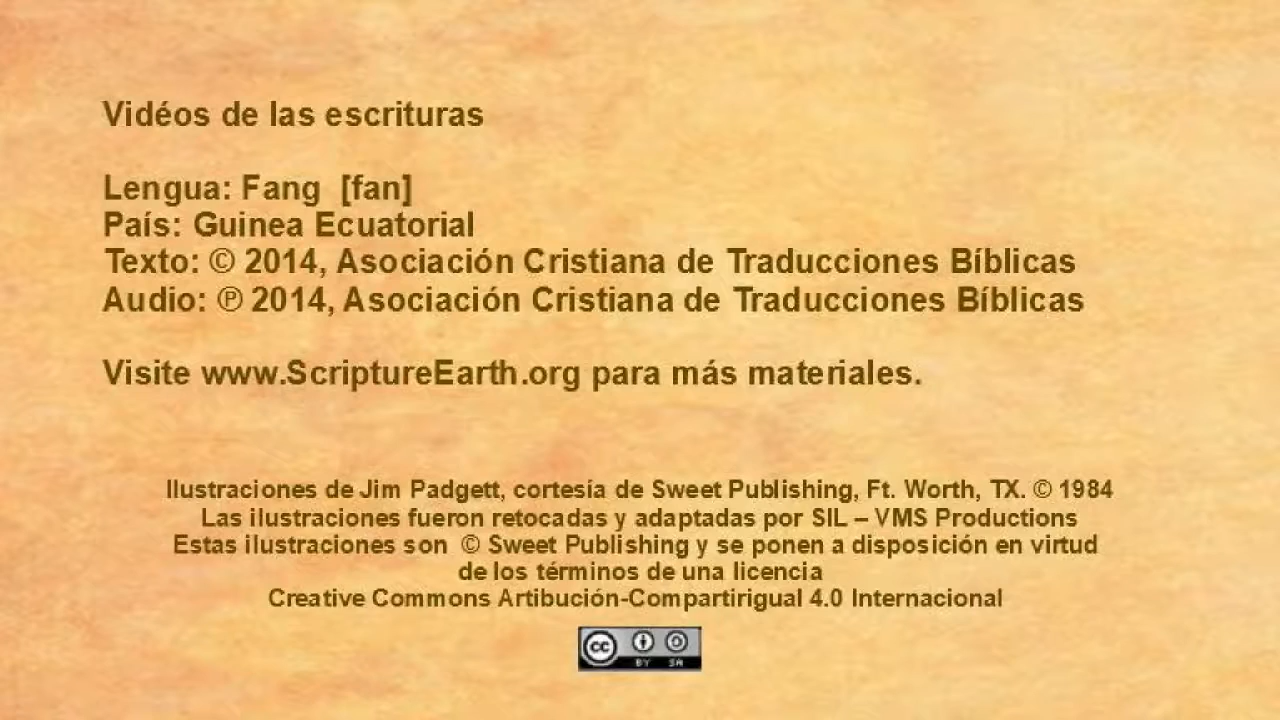 Vidéos de las escrituras
Lengua: Fang [fan]
País: Guinea Ecuatorial
Texto: © 2014, Asociación Cristiana de Traducciones Bíblicas
Audio: ℗ 2014, Asociación Cristiana de Traducciones Bíblicas
Visite www.ScriptureEarth.org para más materiales.
Ilustraciones de Jim Padgett, cortesía de Sweet Publishing, Ft. Worth, TX. © 1984
Las ilustraciones fueron retocadas y adaptadas por SIL – VMS Productions
Estas ilustraciones son © Sweet Publishing y se ponen a disposición en virtud
de los términos de una licencia
Creative Commons Artibución-Compartirigual 4.0 Internacional
cc BY SA